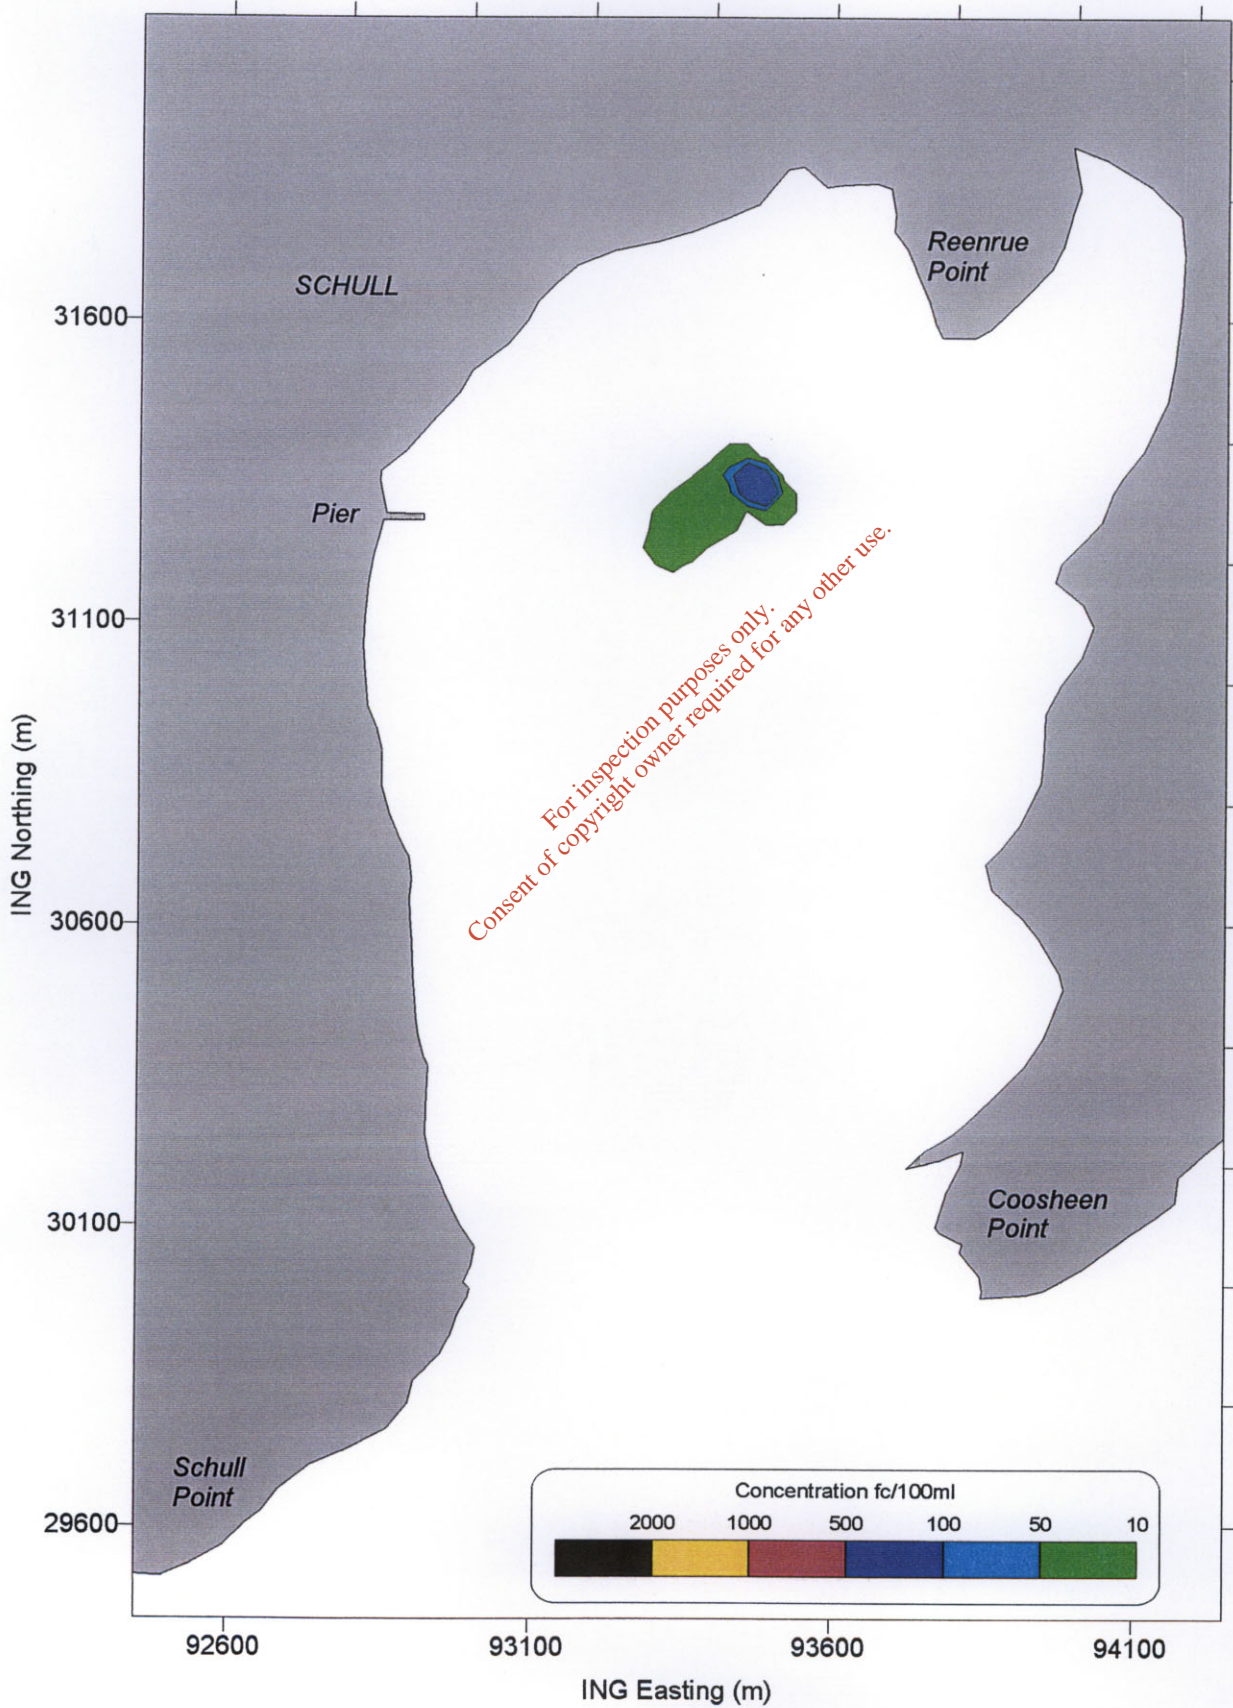 SCHULL
Reenrue
Point
31600
Pier
31100
For inspection purposes only.
Consent of copyright owner required for any other use.
ING Northing (m)
30600
30100
Coosheen
Point
Schull
Point
29600
Concentration fc/100ml
2000 1000 500 100 50 10
92600 93100 93600 94100
ING Easting (m)